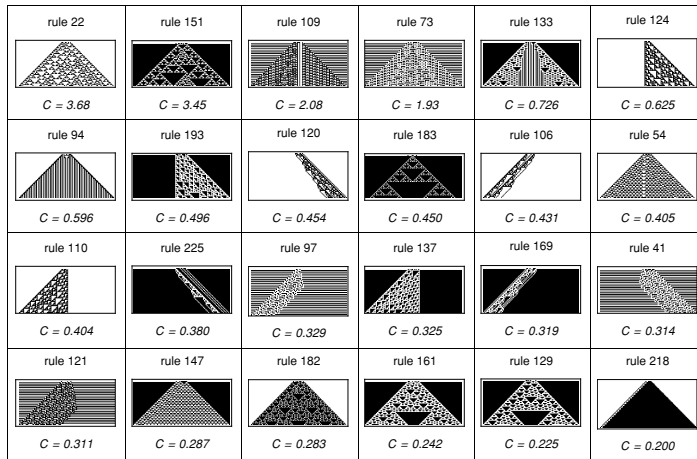 rule 22 rule 151 rule 109 rule 73 rule 133 rule 124
C = 3.68 C = 3.45 C = 2.08 C = 1.93 C = 0.726 C = 0.625
rule 94 rule 193 rule 120 rule 183 rule 106 rule 54
C = 0.596 C = 0.496 C = 0.454 C = 0.450 C = 0.431 C = 0.405
rule 110 rule 225 rule 97 rule 137 rule 169 rule 41
C = 0.404 C = 0.380 C = 0.329 C = 0.325 C = 0.319 C = 0.314
rule 121 rule 147 rule 182 rule 161 rule 129 rule 218
C = 0.311 C = 0.287 C = 0.283 C = 0.242 C = 0.225 C = 0.200